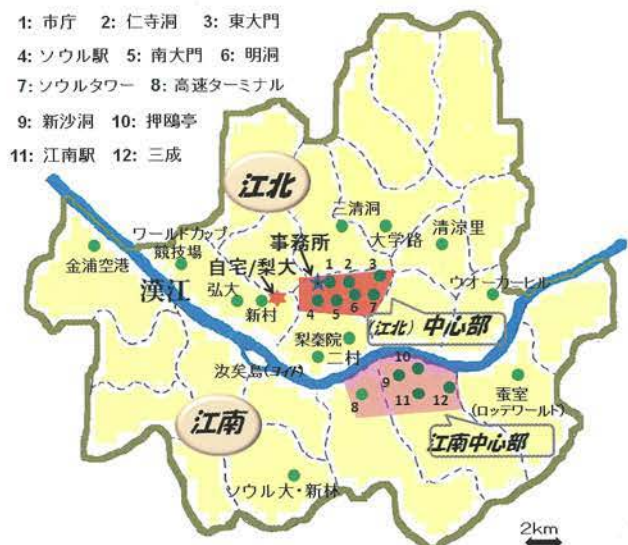 1: 市庁 2: 仁寺洞 3: 東大門
4: ソウル駅 5: 南大門 6: 明洞
7: ソウルタワー 8: 高速ターミナル
9: 新沙洞 10: 押鴎亭
11: 江南駅 12: 三成
江北
三清洞
大学路
清涼里
ワールドカップ
競技場
金浦空港
事務所
自宅/梨大
漢江
弘大
新村
1 2 3
4 5 6 7
ウオーカーヒル
(江北) 中心部
梨秦院
二村
汝矣島(ヨイド)
10
9
8 11 12
蚕室
(ロッテワールド)
江南
江南中心部
ソウル大・新林
2km